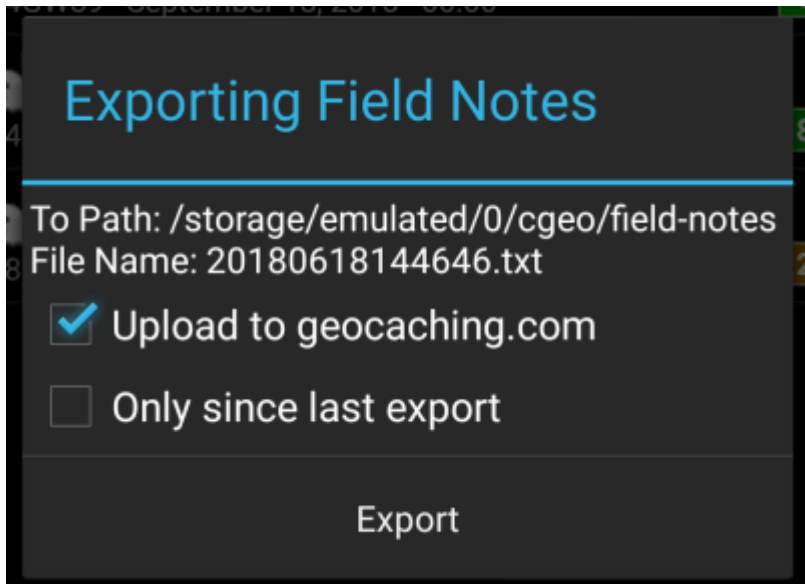 Exporting Field Notes
To Path: /storage/emulated/0/cgeo/field-notes
File Name: 20180618144646.txt
Upload to geocaching.com
Only since last export
Export